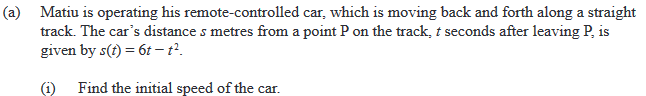 (a) Matiu is operating his remote-controlled car, which is moving back and forth along a straight
track. The car's distance s metres from a point P on the track, t seconds after leaving P, is
given by s(t) = 6t – t².
(i) Find the initial speed of the car.